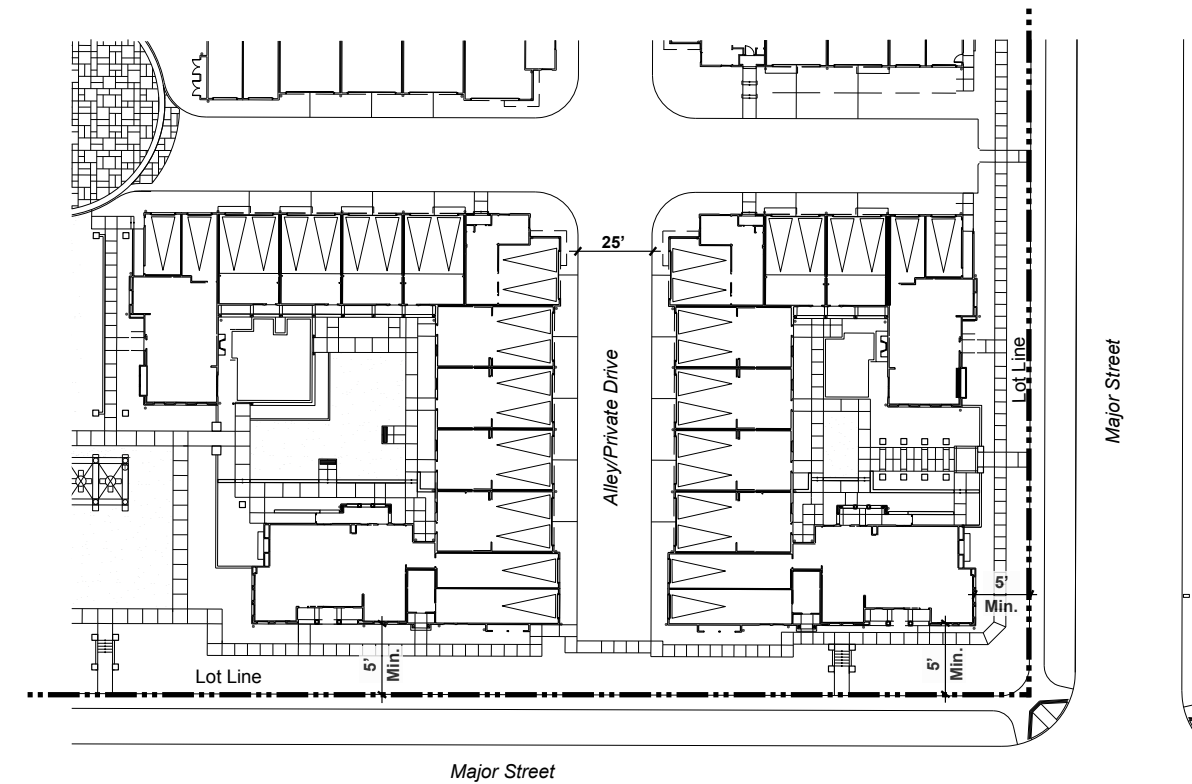 25’
Alley/Private Drive
Lot Line
Major Street
5’
Min.
5’
Min.
5’
Min.
Lot Line
Major Street